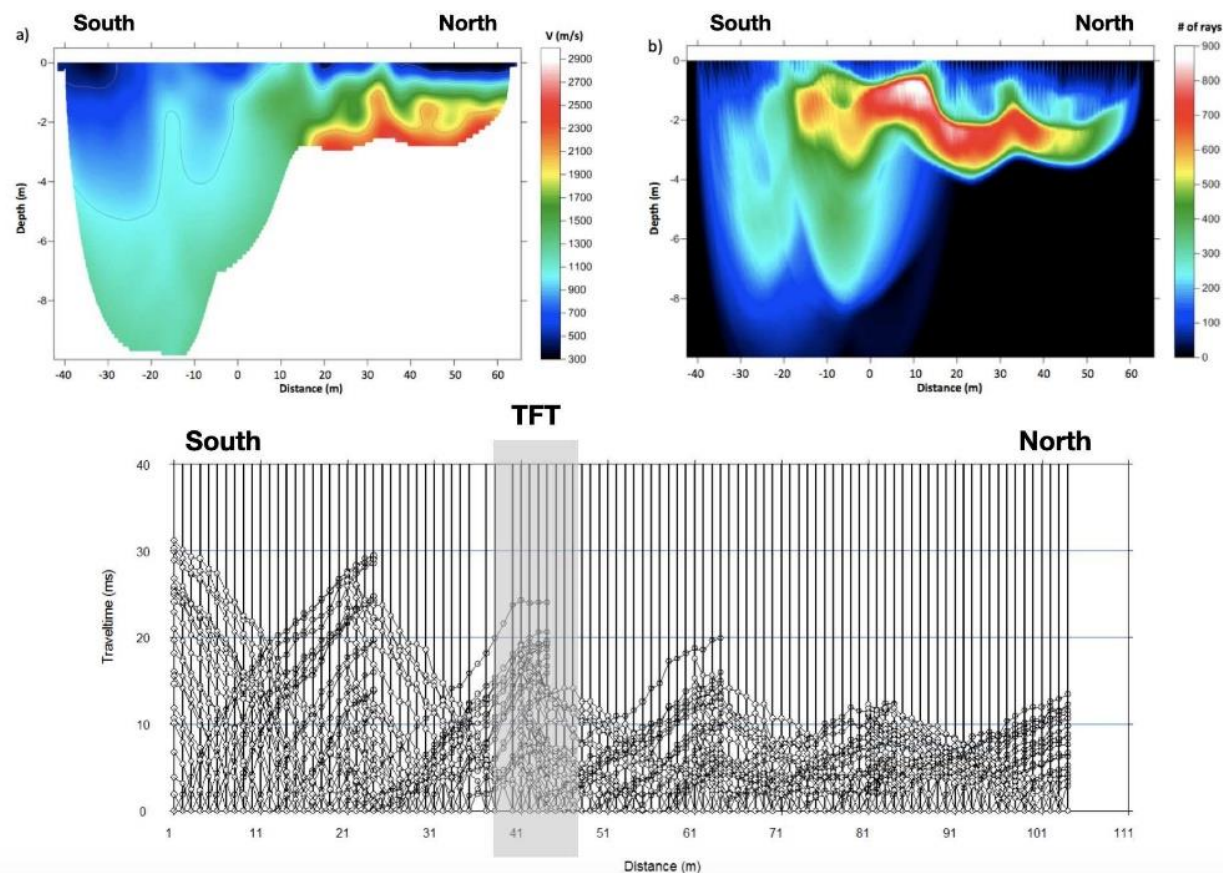 South North
a) V (m/s)
0
-2
-4
-6
-8
Depth (m)
-40 -30 -20 -10 0 10 20 30 40 50 60
Distance (m)
2900
2700
2500
2300
2100
1900
1700
1500
1300
1100
900
700
500
300
South North
b) # of rays
0
-2
-4
-6
-8
Depth (m)
-40 -30 -20 -10 0 10 20 30 40 50 60
Distance (m)
900
800
700
600
500
400
300
200
100
0
TFT
South North
40
30
20
10
0
Traveltime (ms)
1 11 21 31 41 51 61 71 81 91 101 111
Distance (m)